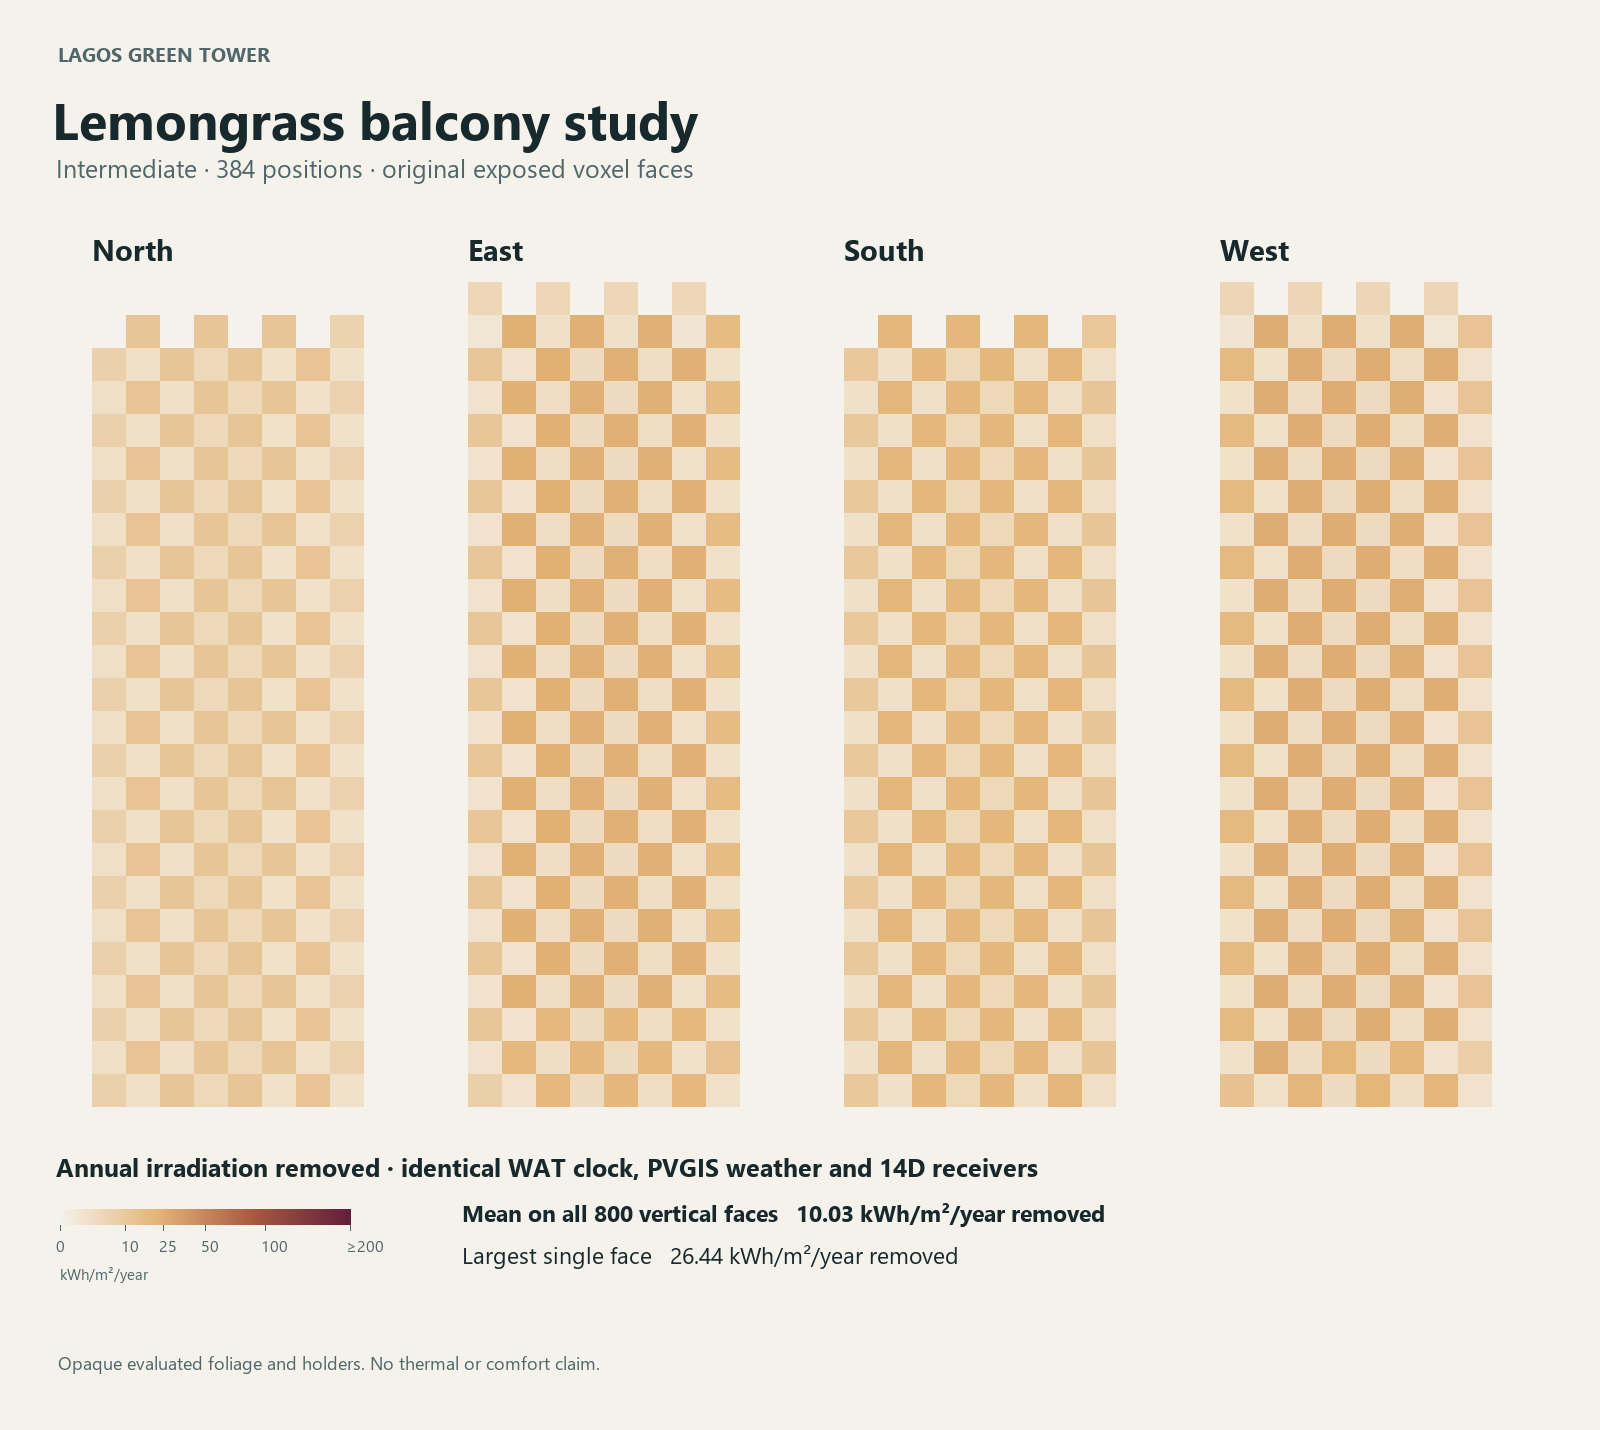 LAGOS GREEN TOWER
Lemongrass balcony study
Intermediate · 384 positions · original exposed voxel faces
North East South West
Annual irradiation removed · identical WAT clock, PVGIS weather and 14D receivers
Mean on all 800 vertical faces 10.03 kWh/m²/year removed
0 10 25 50 100 ≥200
Largest single face 26.44 kWh/m²/year removed
kWh/m²/year
Opaque evaluated foliage and holders. No thermal or comfort claim.